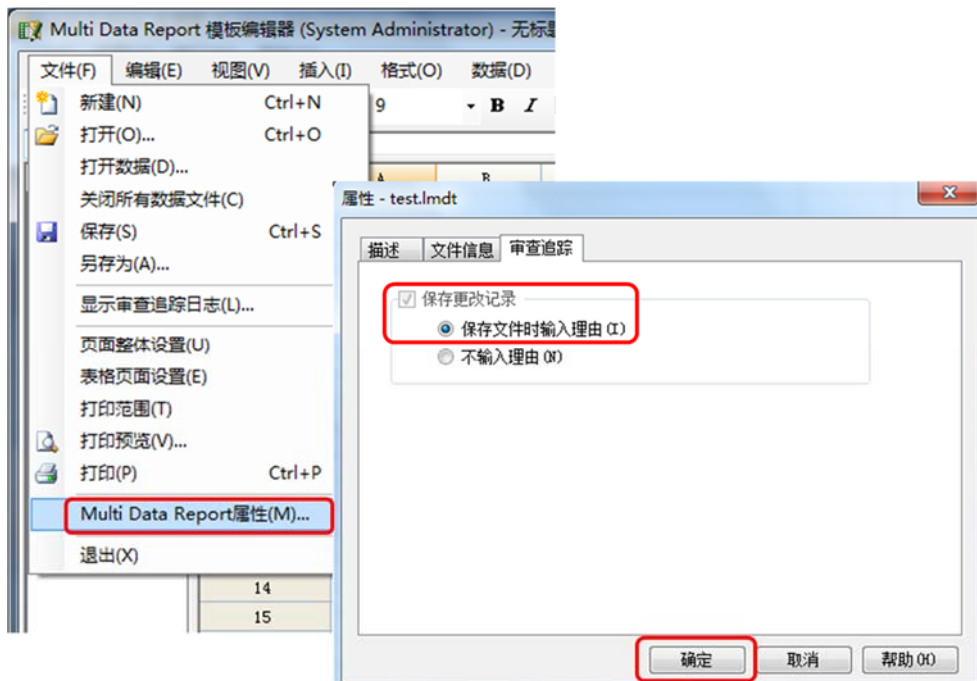 Multi Data Report 模板编辑器 (System Administrator) - 无标题
文件(F) 编辑(E) 视图(V) 插入(I) 格式(O) 数据(D)
新建(N) Ctrl+N
9 B I
打开(O)... Ctrl+O
打开数据(D)...
A B
关闭所有数据文件(C)
保存(S) Ctrl+S
另存为(A)...
显示审查追踪日志(L)...
页面整体设置(U)
表格页面设置(E)
打印范围(T)
打印预览(V)...
打印(P) Ctrl+P
Multi Data Report属性(M)...
退出(X)
14
15
属性 - test.lmdt
描述 文件信息 审查追踪
保存更改记录
保存文件时输入理由(I)
不输入理由(N)
确定 取消 帮助(H)